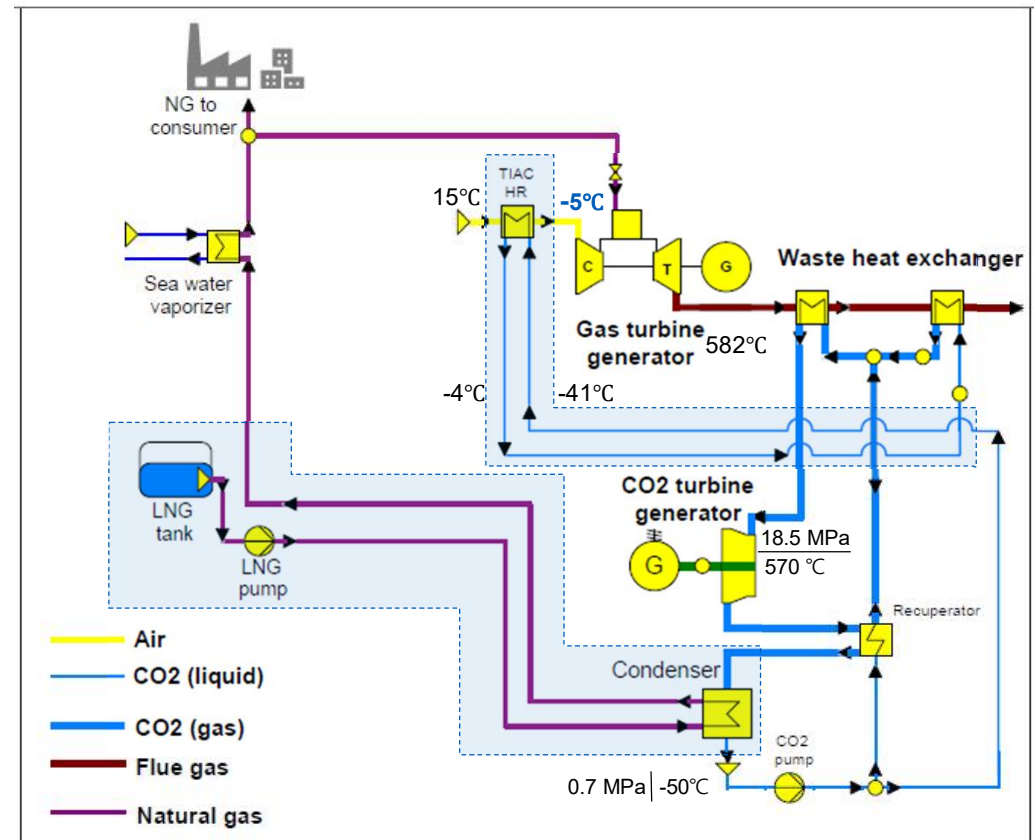 NG to
consumer
TIAC
HR
15℃
-5℃
C
T
G
Waste heat exchanger
Sea water
vaporizer
Gas turbine
generator
582℃
-4℃
-41℃
LNG
tank
LNG
pump
CO2 turbine
generator
G
18.5 MPa
570 ℃
Recuperator
Air
CO2 (liquid)
CO2 (gas)
Flue gas
Natural gas
Condenser
CO2
pump
0.7 MPa -50℃